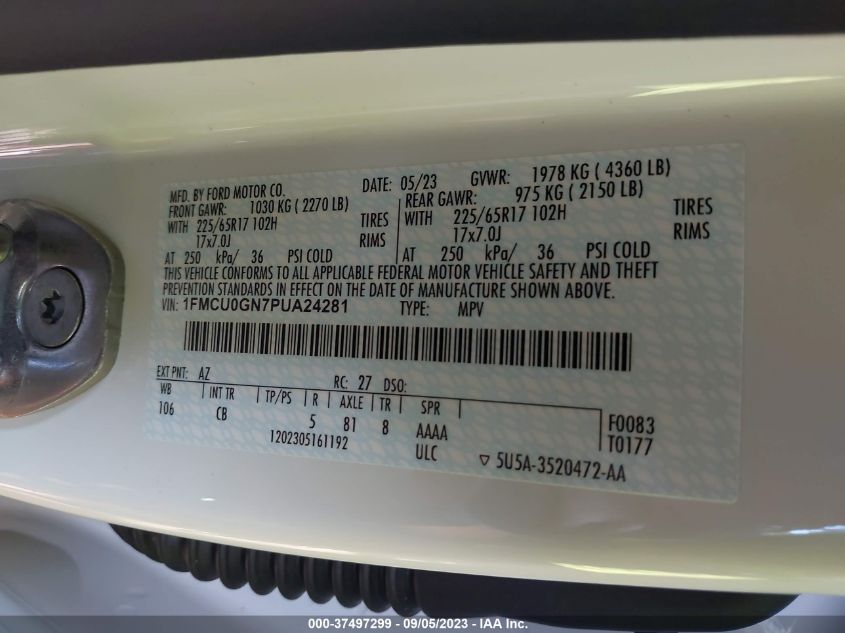 MFD. BY FORD MOTOR CO. DATE: 05/23 GVWR: 1978 KG ( 4360 LB)
FRONT GAWR: 1030 KG ( 2270 LB) REAR GAWR: 975 KG ( 2150 LB)
WITH 225/65R17 102H TIRES WITH 225/65R17 102H TIRES
17x7.0J RIMS 17x7.0J RIMS
AT 250 kPa/ 36 PSI COLD AT 250 kPa/ 36 PSI COLD
THIS VEHICLE CONFORMS TO ALL APPLICABLE FEDERAL MOTOR VEHICLE SAFETY AND THEFT
PREVENTION STANDARDS IN EFFECT ON THE DATE OF MANUFACTURE SHOWN ABOVE.
VIN: 1FMCU0GN7PUA24281 TYPE: MPV
EXT PNT: AZ RC: 27 DSO:
WB INT TR TP/PS R AXLE TR SPR
106 CB 5 81 8 AAAA F0083
1202305161192 ULC T0177
5U5A-3520472-AA
000-37497299 - 09/05/2023 - IAA Inc.